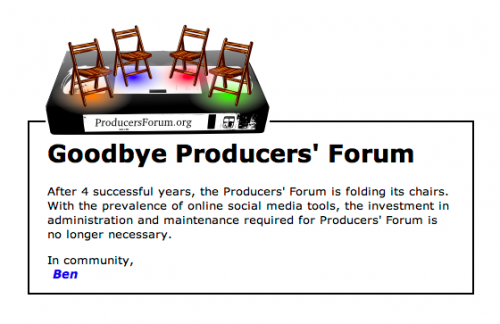 ProducersForum.org
Goodbye Producers' Forum
After 4 successful years, the Producers' Forum is folding its chairs.
With the prevalence of online social media tools, the investment in
administration and maintenance required for Producers' Forum is
no longer necessary.
In community,
Ben